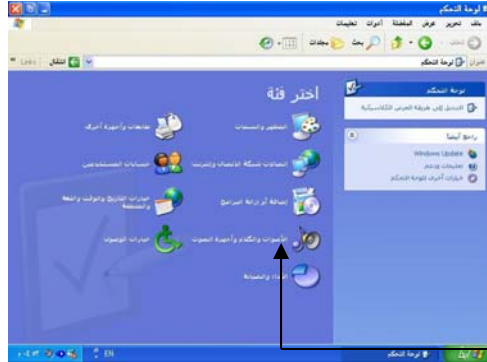 لوحة التحكم
ملف تحرير عرض المفضلة أدوات تعليمات
بحث مجلدات
عنوان لوحة التحكم انتقال Links
لوحة التحكم
التبديل إلى طريقة العرض الكلاسيكية
راجع أيضاً
Windows Update
تعليمات ودعم
خيارات أخرى للوحة التحكم
اختر فئة
المظهر والسمات
طابعات وأجهزة أخرى
اتصالات شبكة الاتصال وإنترنت
حسابات المستخدمين
إضافة أو إزالة البرامج
خيارات التاريخ والوقت واللغة والمنطقة
الأصوات والكلام وأجهزة الصوت
خيارات الوصول
الأداء والصيانة
لوحة التحكم
EN